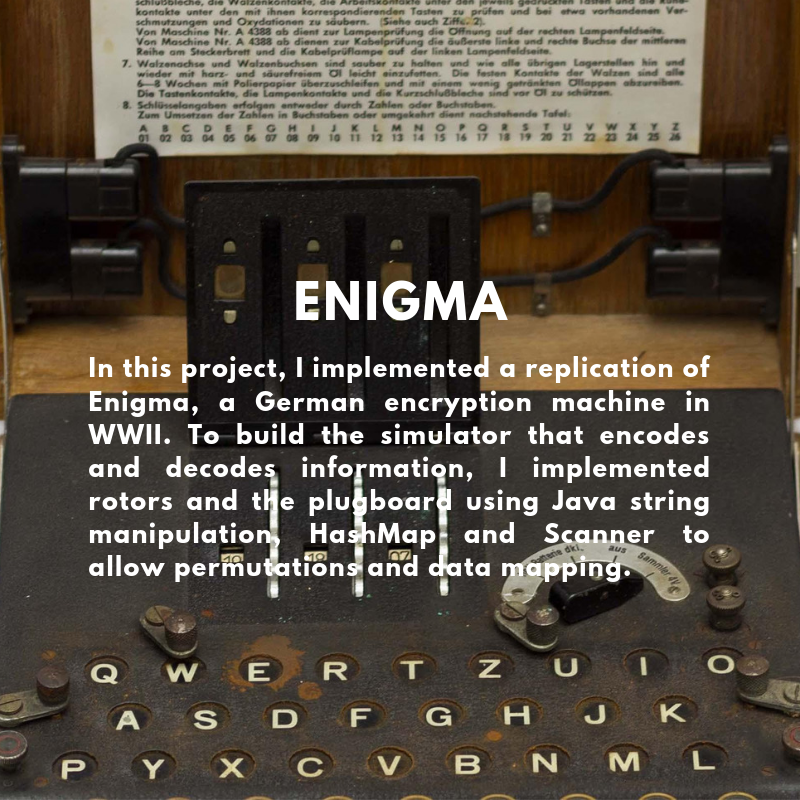 schlußbleche, die Walzenkontakte, die Arbeitskontakte unter den jeweils gedrückten Tasten und die Ruhe-
kontakte unter den mit ihnen korrespondierenden Tasten zu prüfen und bei etwa vorhandenen Ver-
schmutzungen und Oxydationen zu säubern. (Siehe auch Ziffer 2).
Von Maschine Nr. A 4388 ab dient zur Lampenprüfung die Öffnung auf der rechten Lampenfeldseite.
Von Maschine Nr. A 4388 ab dienen zur Kabelprüfung die äußerste linke und rechte Buchse der mittleren
Reihe am Steckerbrett und die Kabelprüflampe auf der linken Lampenfeldseite.
7. Walzenachse und Walzenbuchsen sind sauber zu halten und wie alle übrigen Lagerstellen hin und
wieder mit harz- und säurefreiem Öl leicht einzufetten. Die festen Kontakte der Walzen sind alle
6—8 Wochen mit Polierpapier überzuschleifen und mit einem wenig getränkten Öllappen abzureiben.
Die Tastenkontakte, die Lampenkontakte und die Kurzschlußbleche sind vor Öl zu schützen.
8. Schlüsselangaben erfolgen entweder durch Zahlen oder Buchstaben.
Zum Umsetzen der Zahlen in Buchstaben oder umgekehrt dient nachstehende Tafel:
A B C D E F G H I J K L M N O P Q R S T U V W X Y Z
01 02 03 04 05 06 07 08 09 10 11 12 13 14 15 16 17 18 19 20 21 22 23 24 25 26
ENIGMA
In this project, I implemented a replication of
Enigma, a German encryption machine in
WWII. To build the simulator that encodes
and decodes information, I implemented
rotors and the plugboard using Java string
manipulation, HashMap and Scanner to
allow permutations and data mapping.
dkl. aus Sammler 4V
Q W E R T Z U I O
A S D F G H J K
P Y X C V B N M L